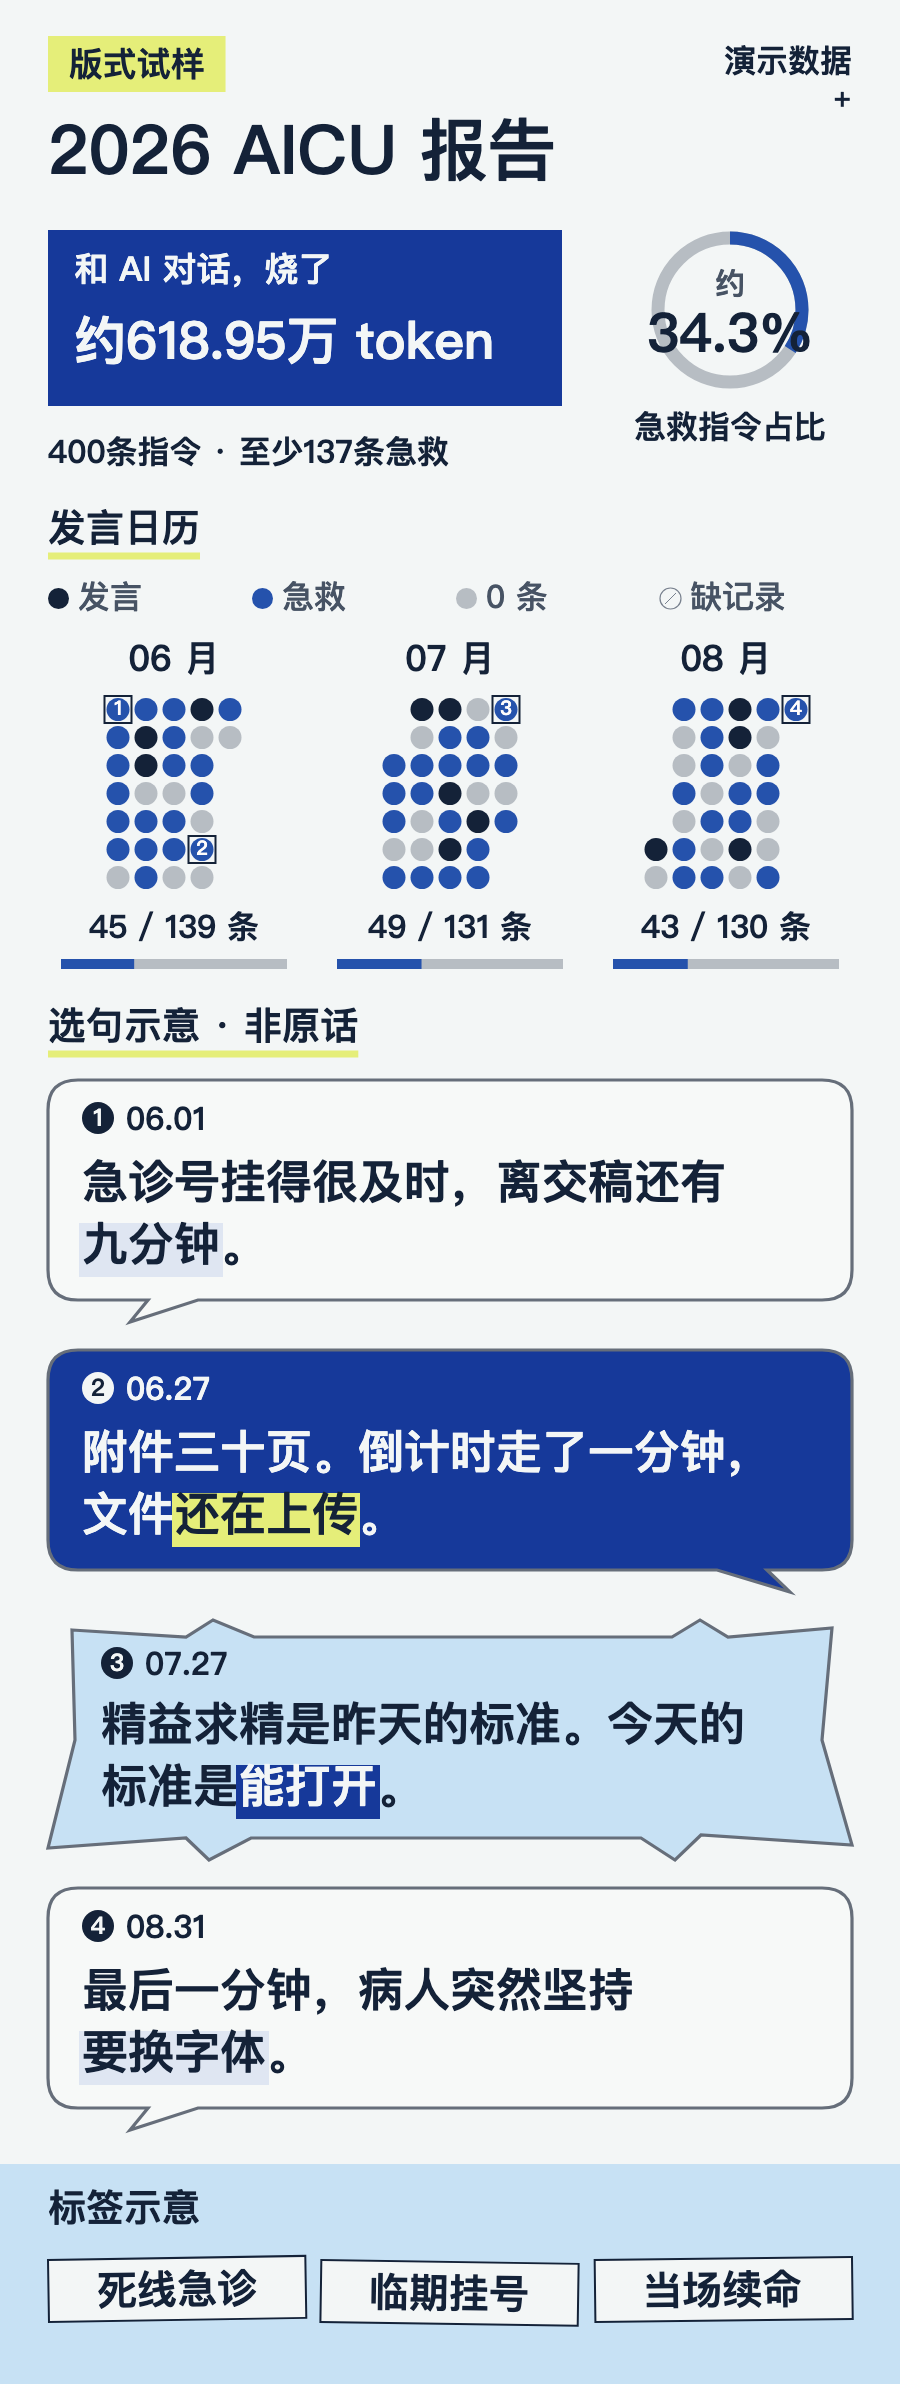 版式试样
演示数据
+
2026 AICU 报告
和 AI 对话，烧了
约618.95万 token
约
34.3%
急救指令占比
400条指令 · 至少137条急救
发言日历
发言
急救
0 条
缺记录
06 月
07 月
08 月
1
3
4
2
45 / 139 条
49 / 131 条
43 / 130 条
选句示意 · 非原话
1 06.01
急诊号挂得很及时，离交稿还有
九分钟。
2 06.27
附件三十页。倒计时走了一分钟，
文件还在上传。
3 07.27
精益求精是昨天的标准。今天的
标准是能打开。
4 08.31
最后一分钟，病人突然坚持
要换字体。
标签示意
死线急诊
临期挂号
当场续命